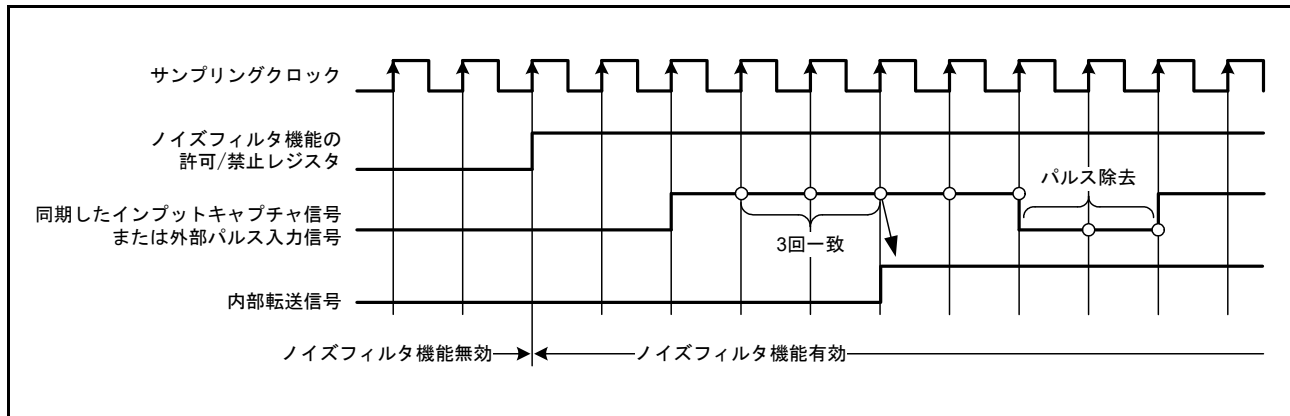 サンプリングクロック
ノイズフィルタ機能の
許可/禁止レジスタ
パルス除去
同期したインプットキャプチャ信号
または外部パルス入力信号
3回一致
内部転送信号
ノイズフィルタ機能無効
ノイズフィルタ機能有効